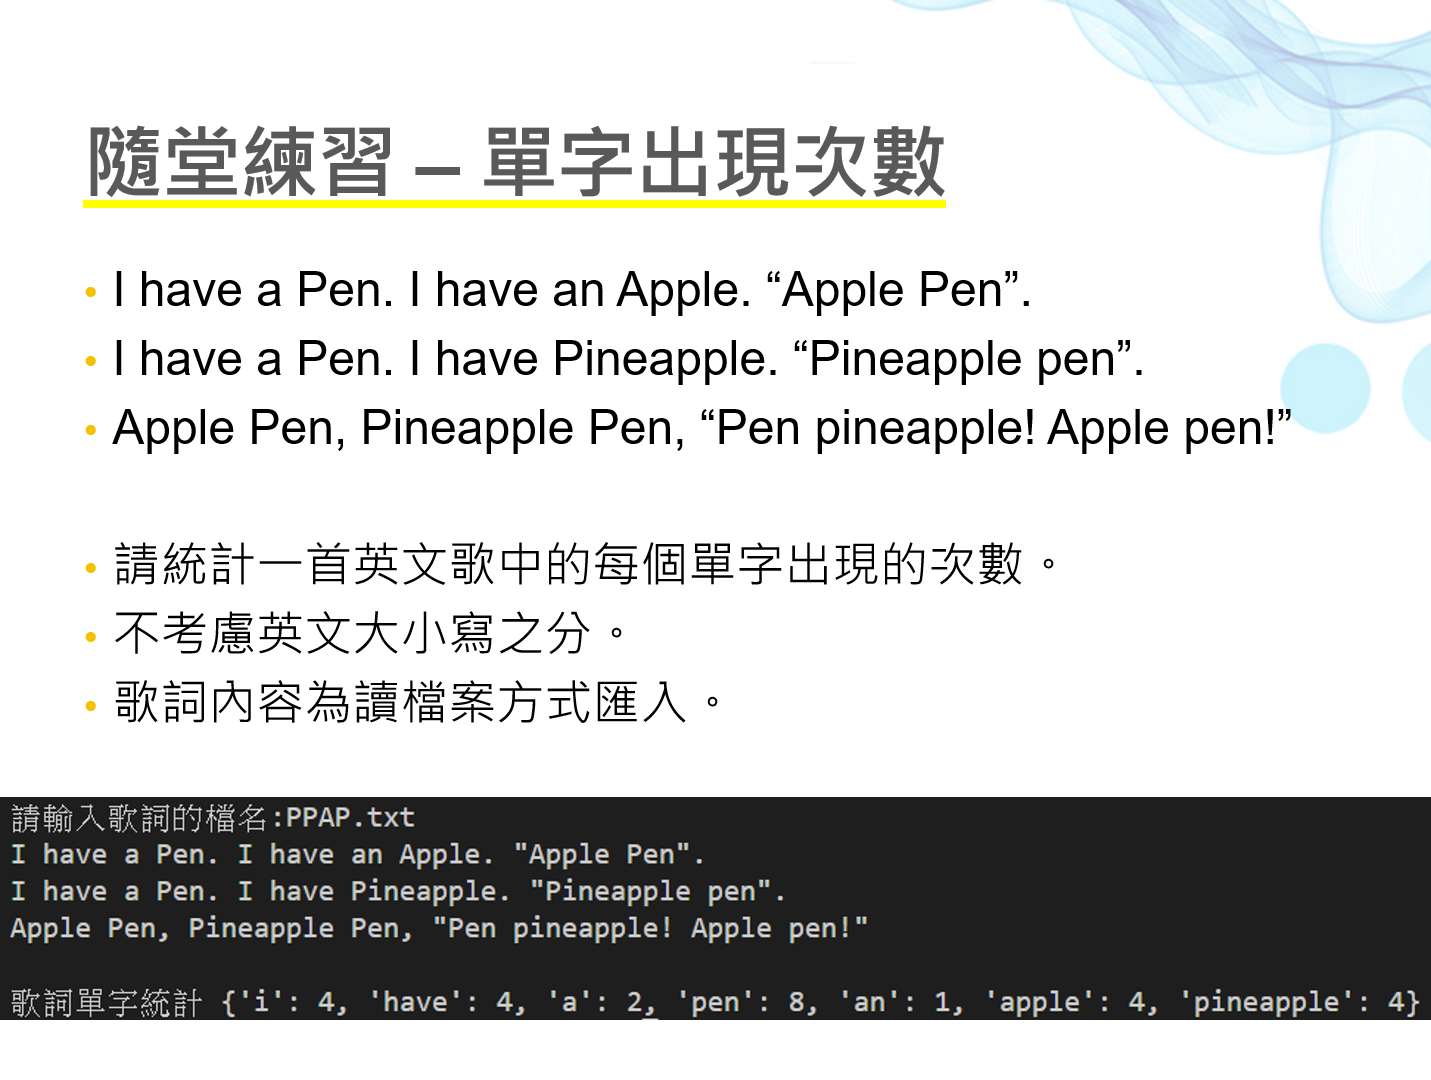 隨堂練習 – 單字出現次數
• I have a Pen. I have an Apple. “Apple Pen”.
• I have a Pen. I have Pineapple. “Pineapple pen”.
• Apple Pen, Pineapple Pen, “Pen pineapple! Apple pen!”
• 請統計一首英文歌中的每個單字出現的次數。
• 不考慮英文大小寫之分。
• 歌詞內容為讀檔案方式匯入。
請輸入歌詞的檔名:PPAP.txt
I have a Pen. I have an Apple. "Apple Pen".
I have a Pen. I have Pineapple. "Pineapple pen".
Apple Pen, Pineapple Pen, "Pen pineapple! Apple pen!"
歌詞單字統計 {'i': 4, 'have': 4, 'a': 2, 'pen': 8, 'an': 1, 'apple': 4, 'pineapple': 4}